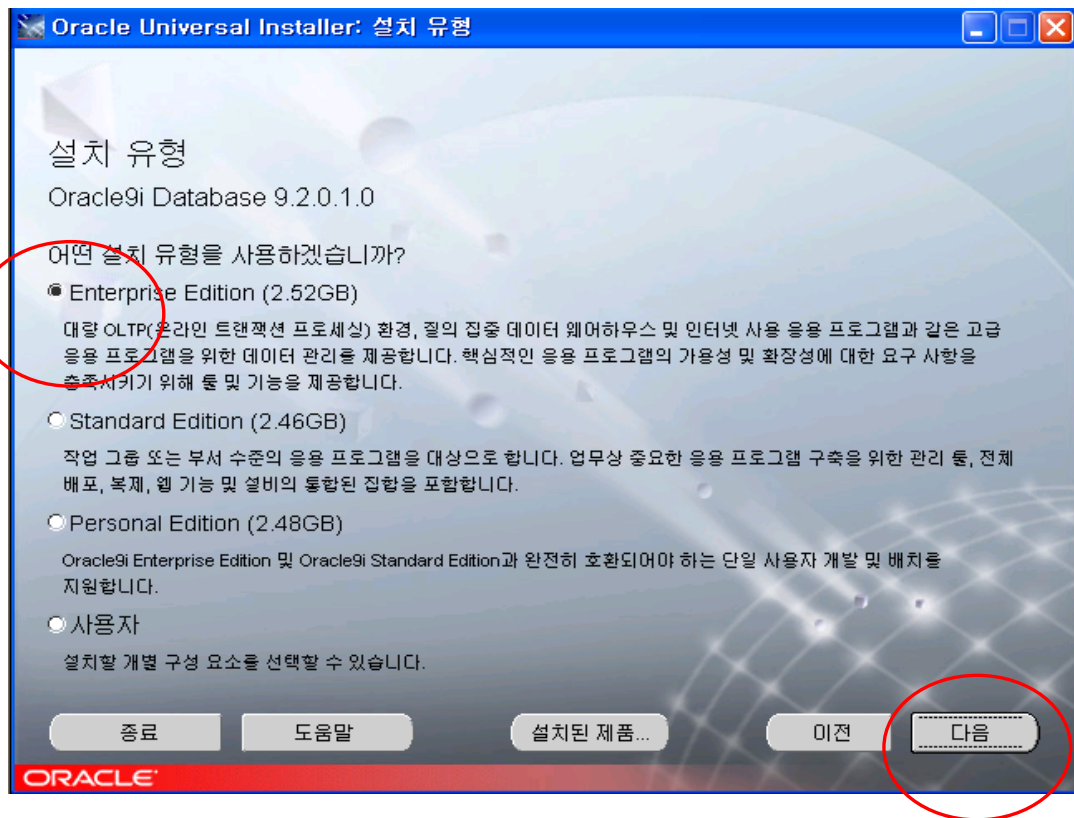 Oracle Universal Installer: 설치 유형
설치 유형
Oracle9i Database 9.2.0.1.0
어떤 설치 유형을 사용하겠습니까?
Enterprise Edition (2.52GB)
대량 OLTP(온라인 트랜잭션 프로세싱) 환경, 질의 집중 데이터 웨어하우스 및 인터넷 사용 응용 프로그램과 같은 고급
응용 프로그램을 위한 데이터 관리를 제공합니다. 핵심적인 응용 프로그램의 가용성 및 확장성에 대한 요구 사항을
충족시키기 위해 툴 및 기능을 제공합니다.
Standard Edition (2.46GB)
작업 그룹 또는 부서 수준의 응용 프로그램을 대상으로 합니다. 업무상 중요한 응용 프로그램 구축을 위한 관리 툴, 전체
배포, 복제, 웹 기능 및 설비의 통합된 집합을 포함합니다.
Personal Edition (2.48GB)
Oracle9i Enterprise Edition 및 Oracle9i Standard Edition과 완전히 호환되어야 하는 단일 사용자 개발 및 배치를
지원합니다.
사용자
설치할 개별 구성 요소를 선택할 수 있습니다.
종료 도움말 설치된 제품... 이전 다음
ORACLE